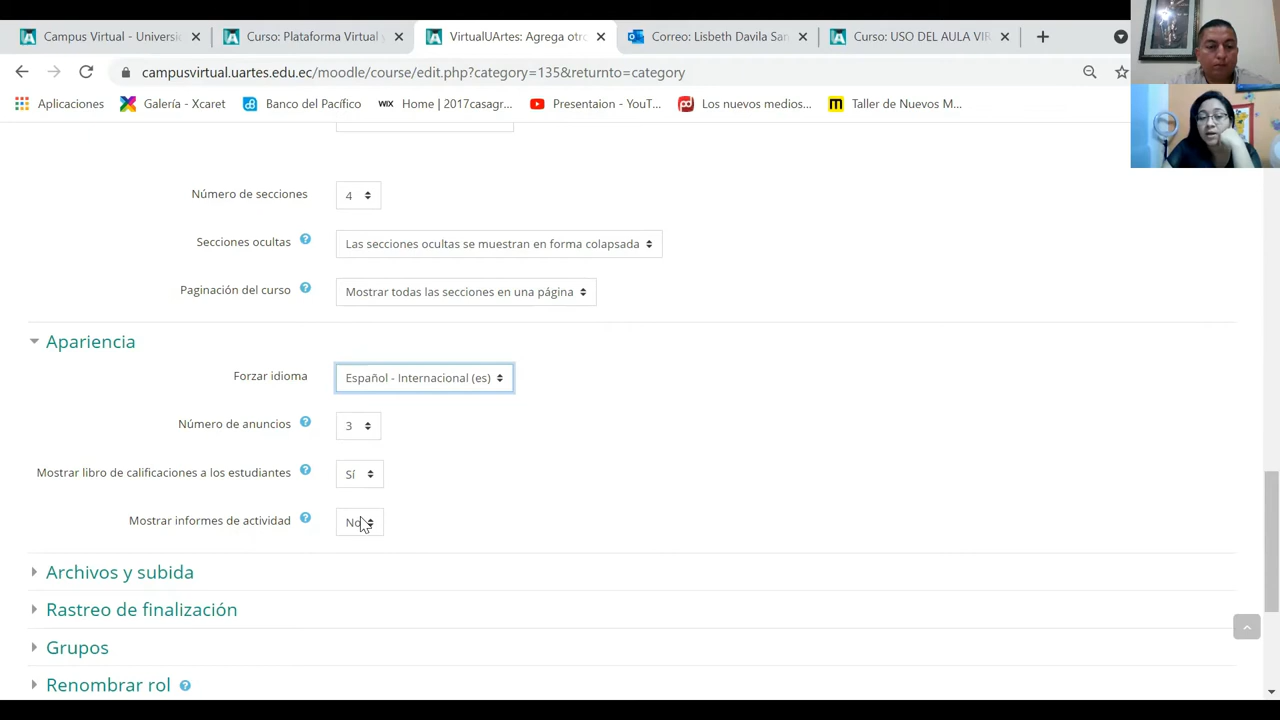 Campus Virtual - Universi
Curso: Plataforma Virtual y
VirtualUArtes: Agrega otro
Correo: Lisbeth Davila San
Curso: USO DEL AULA VIR
campusvirtual.uartes.edu.ec/moodle/course/edit.php?category=135&returnto=category
Aplicaciones
Galería - Xcaret
Banco del Pacífico
WIX Home | 2017casagr...
Presentaion - YouT...
Los nuevos medios...
Taller de Nuevos M...
Número de secciones 4
Secciones ocultas Las secciones ocultas se muestran en forma colapsada
Paginación del curso Mostrar todas las secciones en una página
Apariencia
Forzar idioma Español - Internacional (es)
Número de anuncios 3
Mostrar libro de calificaciones a los estudiantes Sí
Mostrar informes de actividad No
Archivos y subida
Rastreo de finalización
Grupos
Renombrar rol